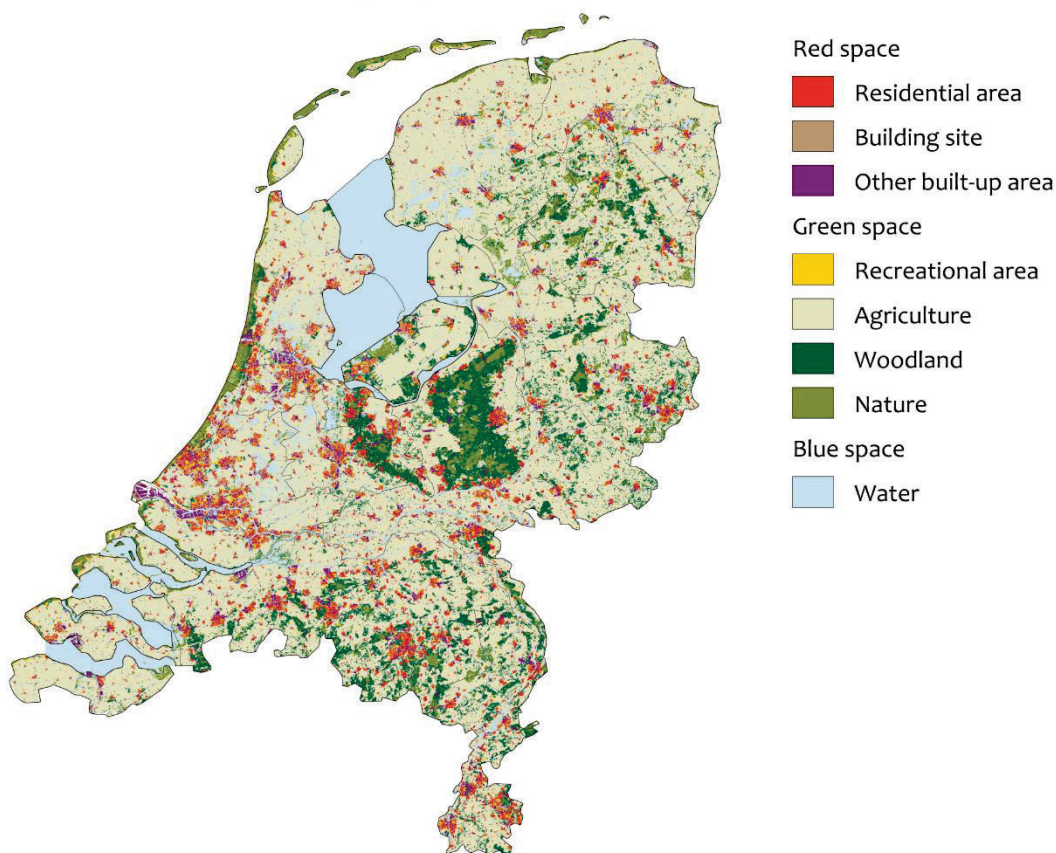 Red space
Residential area
Building site
Other built-up area
Green space
Recreational area
Agriculture
Woodland
Nature
Blue space
Water